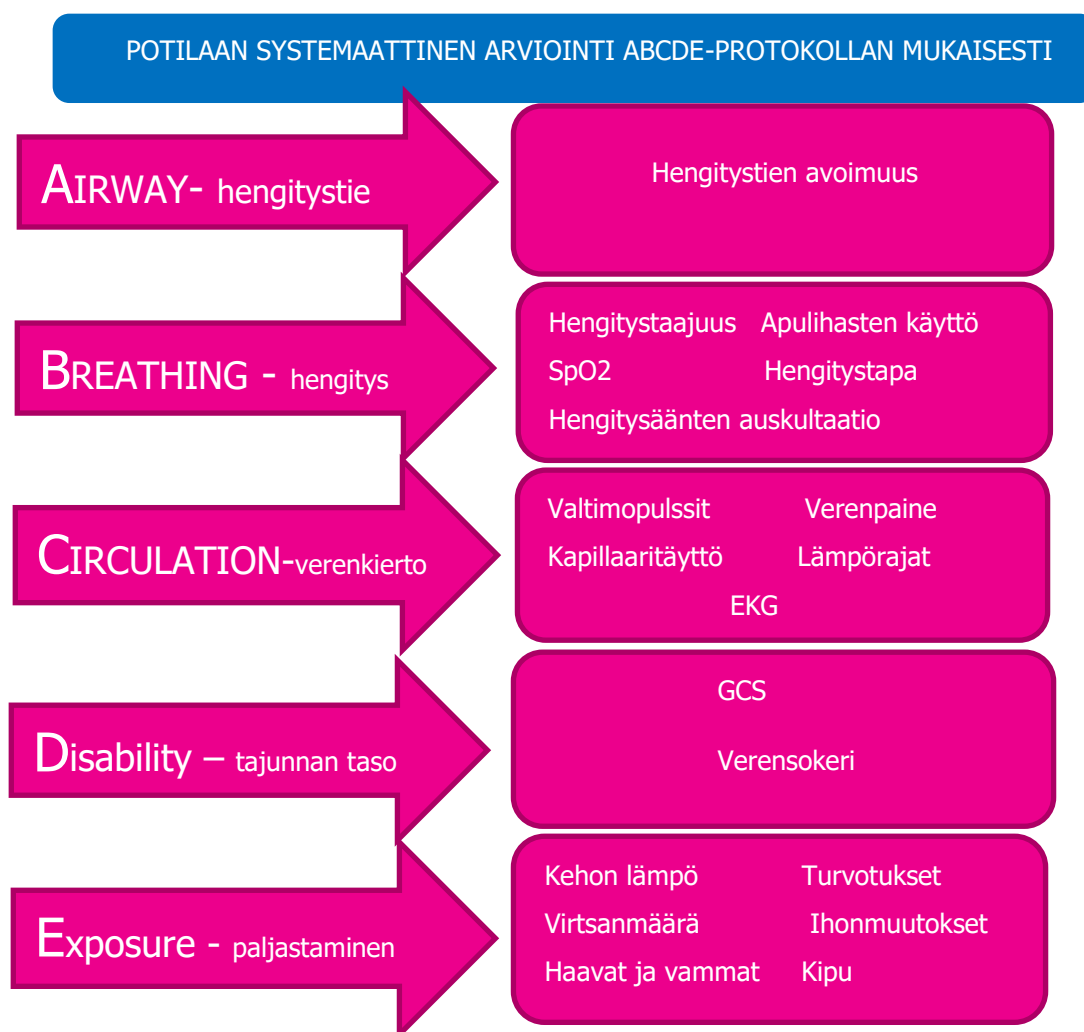 POTILAAN SYSTEMAATTINEN ARVIOINTI ABCDE-PROTOKOLLAN MUKAISESTI
AIRWAY- hengitystie
Hengitystien avoimuus
BREATHING - hengitys
Hengitystaajuus Apulihasten käyttö
SpO2 Hengitystapa
Hengitysäänten auskultaatio
CIRCULATION-verenkierto
Valtimopulssit Verenpaine
Kapillaaritäyttö Lämpörajat
EKG
Disability – tajunnan taso
GCS
Verensokeri
Exposure - paljastaminen
Kehon lämpö Turvotukset
Virtsanmäärä Ihonmuutokset
Haavat ja vammat Kipu